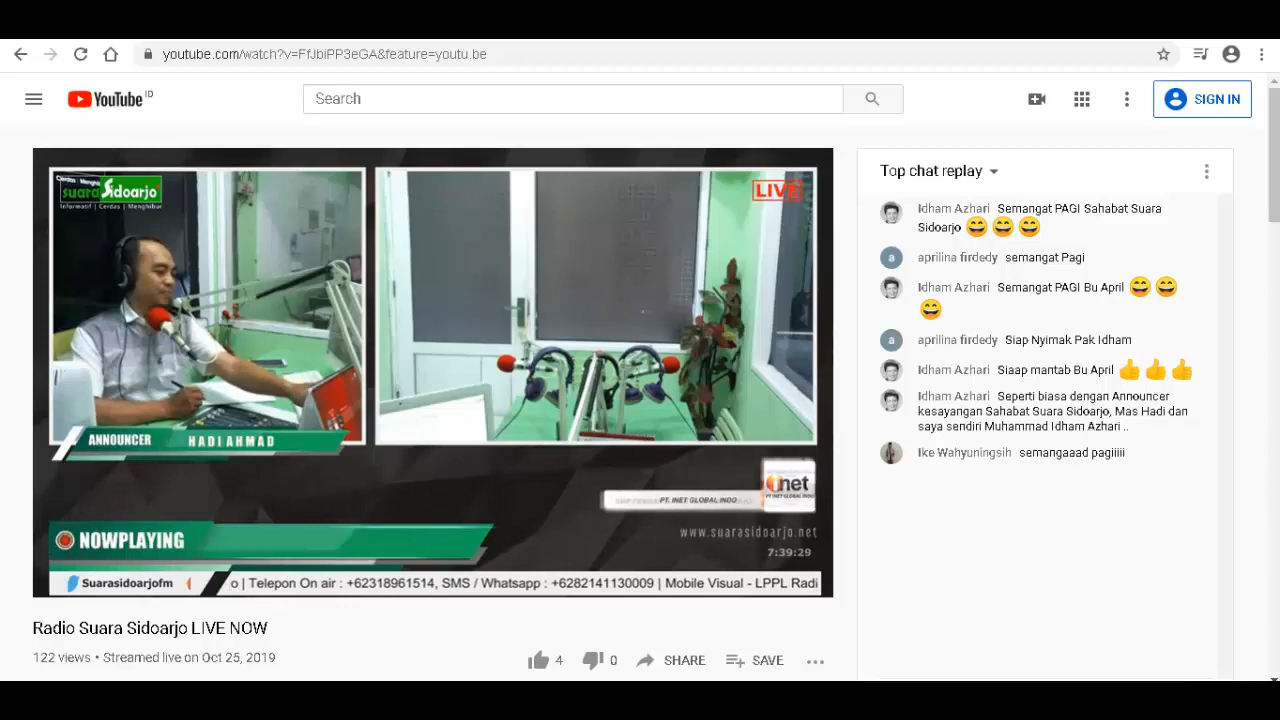 youtube.com/watch?v=FfJbiPP3eGA&feature=youtu.be
YouTube ID
Search
SIGN IN
Cerdas | Mengh
suara Sidoarjo
Informatif | Cerdas | Menghibur
LIVE
ANNOUNCER HADI AHMAD
inet
PT. INET GLOBAL INDO
PT. INET GLOBAL INDO
www.suarasidoarjo.net
NOWPLAYING
7:39:29
Suarasidoarjofm
o | Telepon On air : +62318961514, SMS / Whatsapp : +6282141130009 | Mobile Visual - LPPL Radi
Radio Suara Sidoarjo LIVE NOW
122 views • Streamed live on Oct 25, 2019
4
0
SHARE
SAVE
Top chat replay
Idham Azhari Semangat PAGI Sahabat Suara
Sidoarjo 😄 😄 😄
aprilina firdedy semangat Pagi
Idham Azhari Semangat PAGI Bu April 😄 😄
😄
aprilina firdedy Siap Nyimak Pak Idham
Idham Azhari Siaap mantab Bu April 👍 👍 👍
Idham Azhari Seperti biasa dengan Announcer
kesayangan Sahabat Suara Sidoarjo, Mas Hadi dan
saya sendiri Muhammad Idham Azhari ..
Ike Wahyuningsih semangaaad pagiiiii